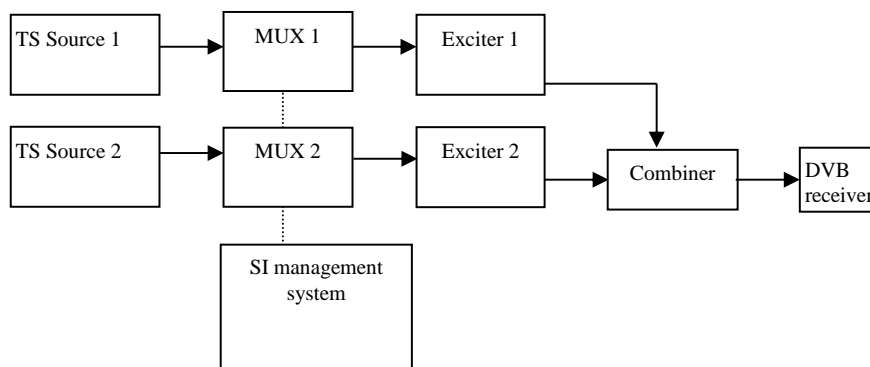 TS Source 1
MUX 1
Exciter 1
TS Source 2
MUX 2
Exciter 2
Combiner
DVB
receiver
SI management
system